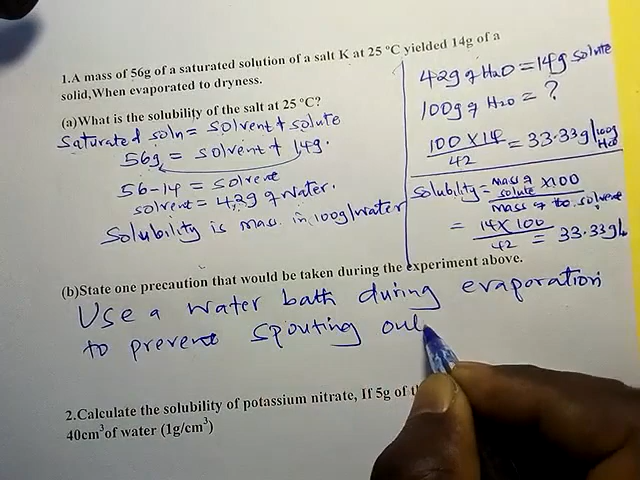 1.A mass of 56g of a saturated solution of a salt K at 25 °C yielded 14g of a
solid,When evaporated to dryness.
(a)What is the solubility of the salt at 25 °C?
Saturated soln = solvent + solute
56g = solvent + 14g.
56-14 = solvent
solvent = 42g of water.
Solubility is mass in 100g/water
42g of H2O = 14g solute
100g of H2O = ?
100 x 14
42
= 33.33g/100g H2O
Solubility = mass of solute x100
mass of the solvent
= 14 x 100
42
= 33.33g/
(b)State one precaution that would be taken during the experiment above.
Use a water bath during evaporation
to prevent spouting out
2.Calculate the solubility of potassium nitrate, If 5g of
40cm³of water (1g/cm³)